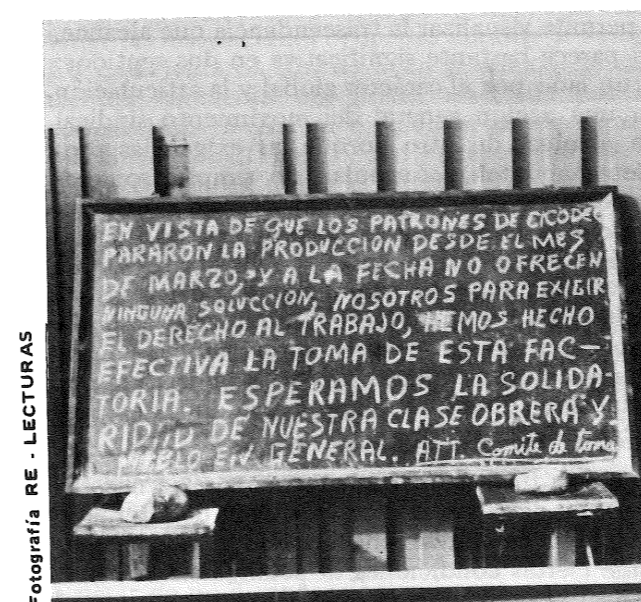 EN VISTA DE QUE LOS PATRONES DE
PARARON LA PRODUCCION DESDE EL MES
DE MARZO, Y A LA FECHA NO OFRECEN
NINGUNA SOLUCCION, NOSOTROS PARA EXIGIR
EL DERECHO AL TRABAJO, HEMOS HECHO
EFECTIVA LA TOMA DE ESTA FAC-
TORIA. ESPERAMOS LA SOLIDA-
RIDAD DE NUESTRA CLASE OBRERA Y
PUEBLO EN GENERAL. ATT. Comite de toma
Fotografía RE - LECTURAS